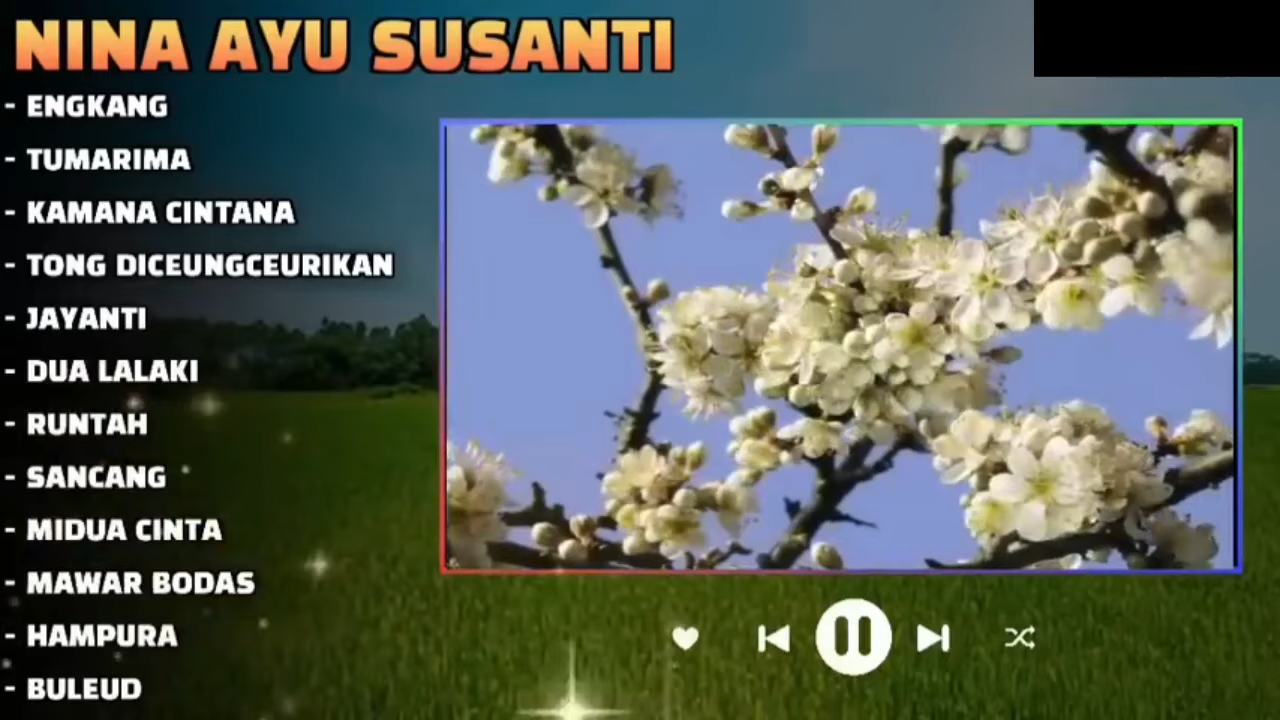 NINA AYU SUSANTI
- ENGKANG
- TUMARIMA
- KAMANA CINTANA
- TONG DICEUNGCEURIKAN
- JAYANTI
- DUA LALAKI
- RUNTAH
- SANCANG
- MIDUA CINTA
- MAWAR BODAS
- HAMPURA
- BULEUD